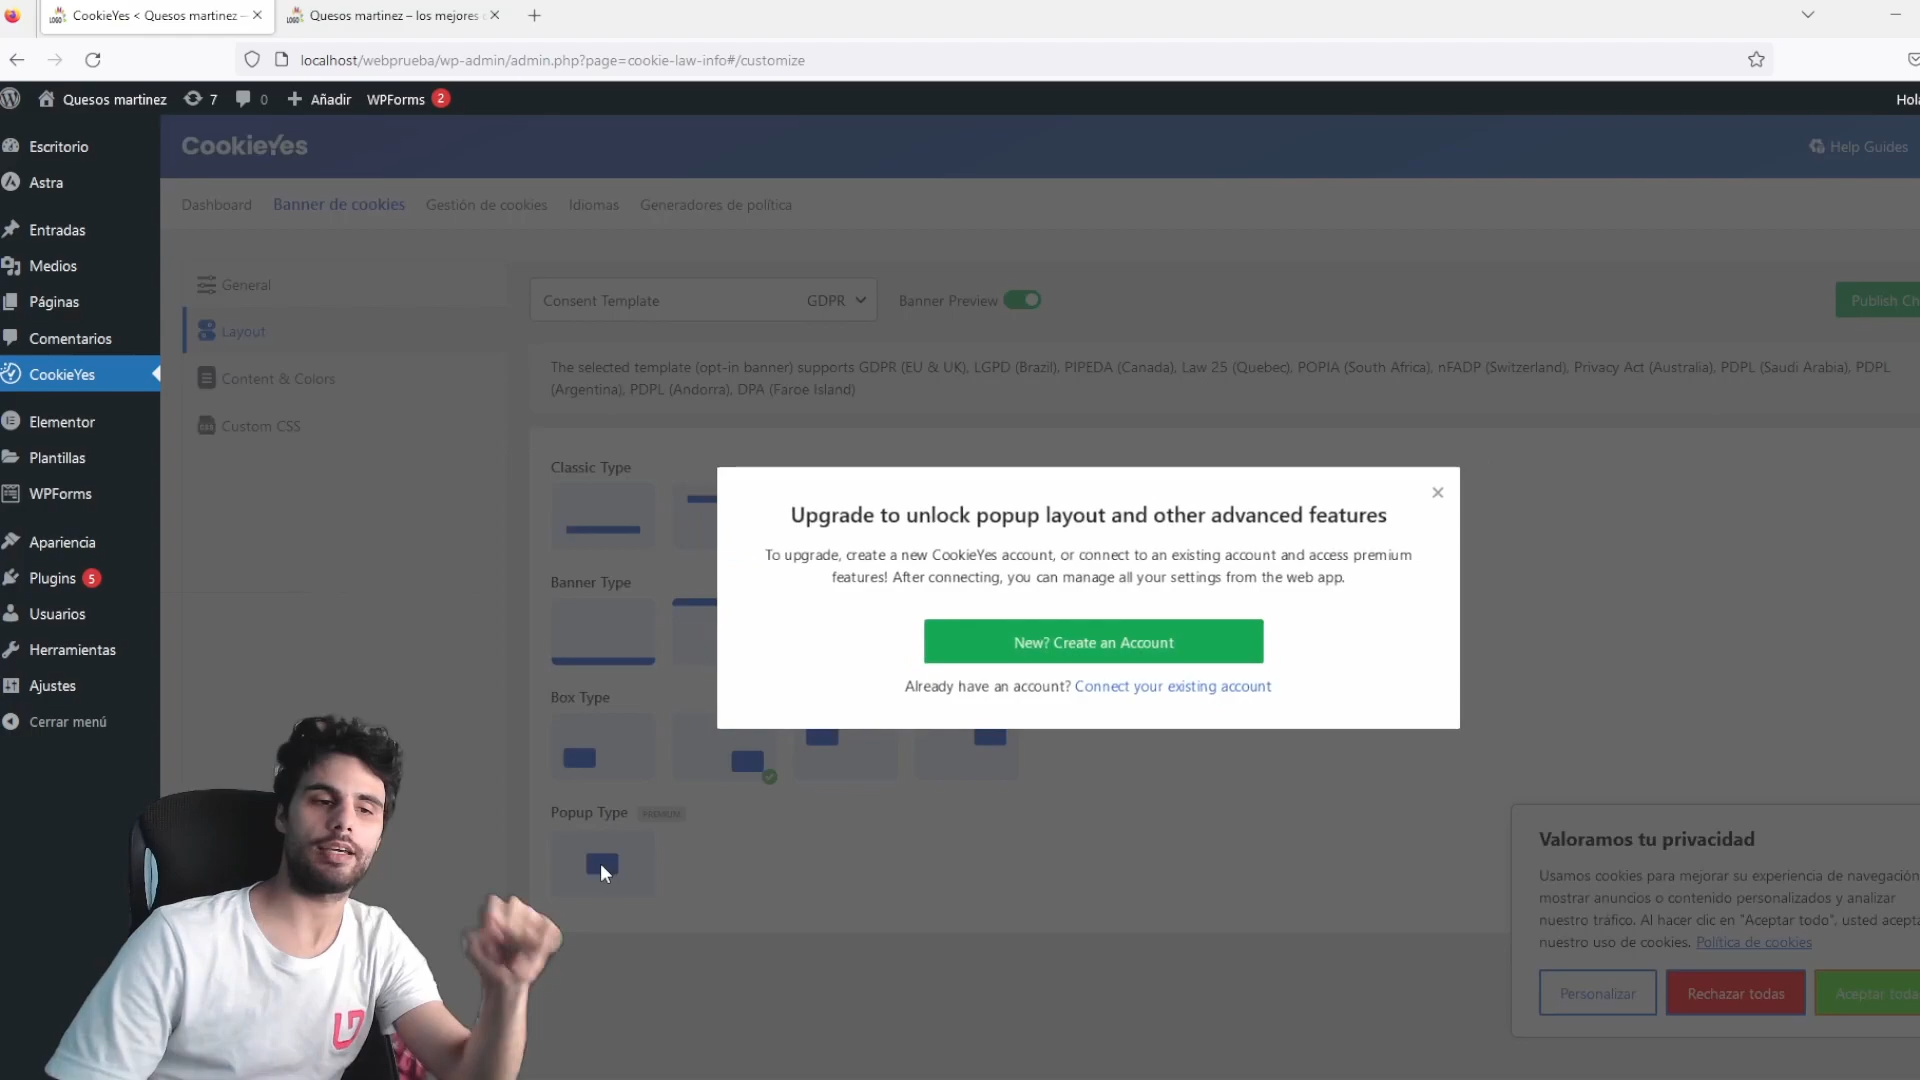 CookieYes < Quesos martinez –
Quesos martinez – los mejores
localhost/webprueba/wp-admin/admin.php?page=cookie-law-info#/customize
Quesos martinez
7
0
Añadir
WPForms
2
Escritorio
Astra
Entradas
Medios
Páginas
Comentarios
CookieYes
Elementor
Plantillas
WPForms
Apariencia
Plugins 5
Usuarios
Herramientas
Ajustes
Cerrar menú
CookieYes
Help Guides
Dashboard
Banner de cookies
Gestión de cookies
Idiomas
Generadores de política
General
Layout
Content & Colors
Custom CSS
Consent Template
GDPR
Banner Preview
Publish Ch
The selected template (opt-in banner) supports GDPR (EU & UK), LGPD (Brazil), PIPEDA (Canada), Law 25 (Quebec), POPIA (South Africa), nFADP (Switzerland), Privacy Act (Australia), PDPL (Saudi Arabia), PDPL
(Argentina), PDPL (Andorra), DPA (Faroe Island)
Classic Type
Banner Type
Box Type
Popup Type
PREMIUM
Upgrade to unlock popup layout and other advanced features
To upgrade, create a new CookieYes account, or connect to an existing account and access premium
features! After connecting, you can manage all your settings from the web app.
New? Create an Account
Already have an account? Connect your existing account
Valoramos tu privacidad
Usamos cookies para mejorar su experiencia de navegación
mostrar anuncios o contenido personalizados y analizar
nuestro tráfico. Al hacer clic en "Aceptar todo", usted acepta
nuestro uso de cookies. Política de cookies
Personalizar
Rechazar todas
Aceptar toda